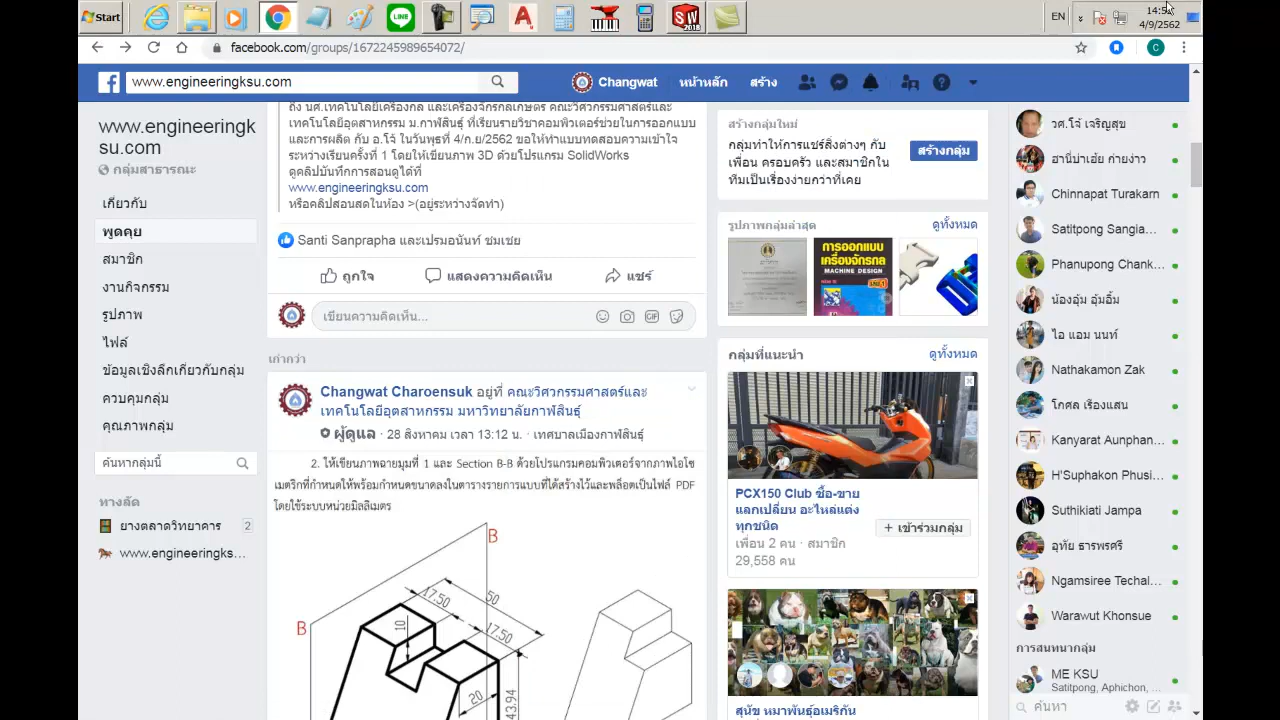 Start
EN
14:56
4/9/2562
facebook.com/groups/1672245989654072/
www.engineeringksu.com
Changwat
หน้าหลัก
สร้าง
www.engineeringk
su.com
กลุ่มสาธารณะ
เกี่ยวกับ
พูดคุย
สมาชิก
งานกิจกรรม
รูปภาพ
ไฟล์
ข้อมูลเชิงลึกเกี่ยวกับกลุ่ม
ควบคุมกลุ่ม
คุณภาพกลุ่ม
ค้นหากลุ่มนี้
ทางลัด
ยางตลาดวิทยาคาร 2
www.engineeringks...
ถึง นศ.เทคโนโลยีเครื่องกล และเครื่องจักรกลเกษตร คณะวิศวกรรมศาสตร์และ
เทคโนโลยีอุตสาหกรรม ม.กาฬสินธุ์ ที่เรียนรายวิชาคอมพิวเตอร์ช่วยในการออกแบบ
และการผลิต กับ อ.โจ้ ในวันพุธที่ 4/ก.ย/2562 ขอให้ทำแบบทดสอบความเข้าใจ
ระหว่างเรียนครั้งที่ 1 โดยให้เขียนภาพ 3D ด้วยโปรแกรม SolidWorks
ดูคลิปนักการสอนดูได้ที่
www.engineeringksu.com
หรือคลิปสอนสดในห้อง >(อยู่ระหว่างจัดทำ)
Santi Sanprapha และเปรมอนันท์ ชมเชย
ถูกใจ
แสดงความคิดเห็น
แชร์
เขียนความคิดเห็น...
GIF
เก่ากว่า
Changwat Charoensuk อยู่ที่ คณะวิศวกรรมศาสตร์และ
เทคโนโลยีอุตสาหกรรม มหาวิทยาลัยกาฬสินธุ์
ผู้ดูแล · 28 สิงหาคม เวลา 13:12 น. · เทศบาลเมืองกาฬสินธุ์
2. ให้เขียนภาพฉายมุมที่ 1 และ Section B-B ด้วยโปรแกรมคอมพิวเตอร์จากภาพไอโซ
เมตริกที่กำหนดให้พร้อมกำหนดขนาดลงในตารางรายการแบบที่ได้สร้างไว้และพล็อตเป็นไฟล์ PDF
โดยใช้ระบบหน่วยมิลลิเมตร
B
50
17.50
10
17.50
B
20
43.94
สร้างกลุ่มใหม่
กลุ่มทำให้การแชร์สิ่งต่างๆ กับ
เพื่อน ครอบครัว และสมาชิกใน
ทีมเป็นเรื่องง่ายกว่าที่เคย
สร้างกลุ่ม
รูปภาพกลุ่มล่าสุด
ดูทั้งหมด
การออกแบบ
เครื่องจักรกล
MACHINE DESIGN
กลุ่มที่แนะนำ
ดูทั้งหมด
PCX150 Club ซื้อ-ขาย
แลกเปลี่ยน อะไหล่แต่ง
ทุกชนิด
เพื่อน 2 คน · สมาชิก
29,558 คน
+ เข้าร่วมกลุ่ม
สุนัข หมาพันธุ์อเมริกัน
วศ.โจ้ เจริญสุข
ฮานี่ปาเฮ้ย ก่ายง่าว
Chinnapat Turakarn
Satitpong Sangia...
Phanupong Chank...
น้องอุ้ม อุ้มอิ้ม
ไอ แอม นนท์
Nathakamon Zak
โกศล เรืองแสน
Kanyarat Aunphan...
H'Suphakon Phusi...
Suthikiati Jampa
อุทัย ธารพรศรี
Ngamsiree Techal...
Warawut Khonsue
การสนทนากลุ่ม
ME KSU
Satitpong, Aphichon, ...
ค้นหา